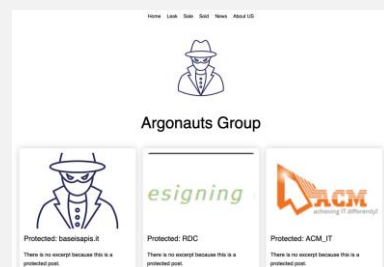 Home Leak Sale Sold News About US
Argonauts Group
esigning
ACM
achieving IT differently!
Protected: baseisapis.it
Protected: RDC
Protected: ACM_IT
There is no excerpt because this is a
protected post.
There is no excerpt because this is a
protected post.
There is no excerpt because this is a
protected post.